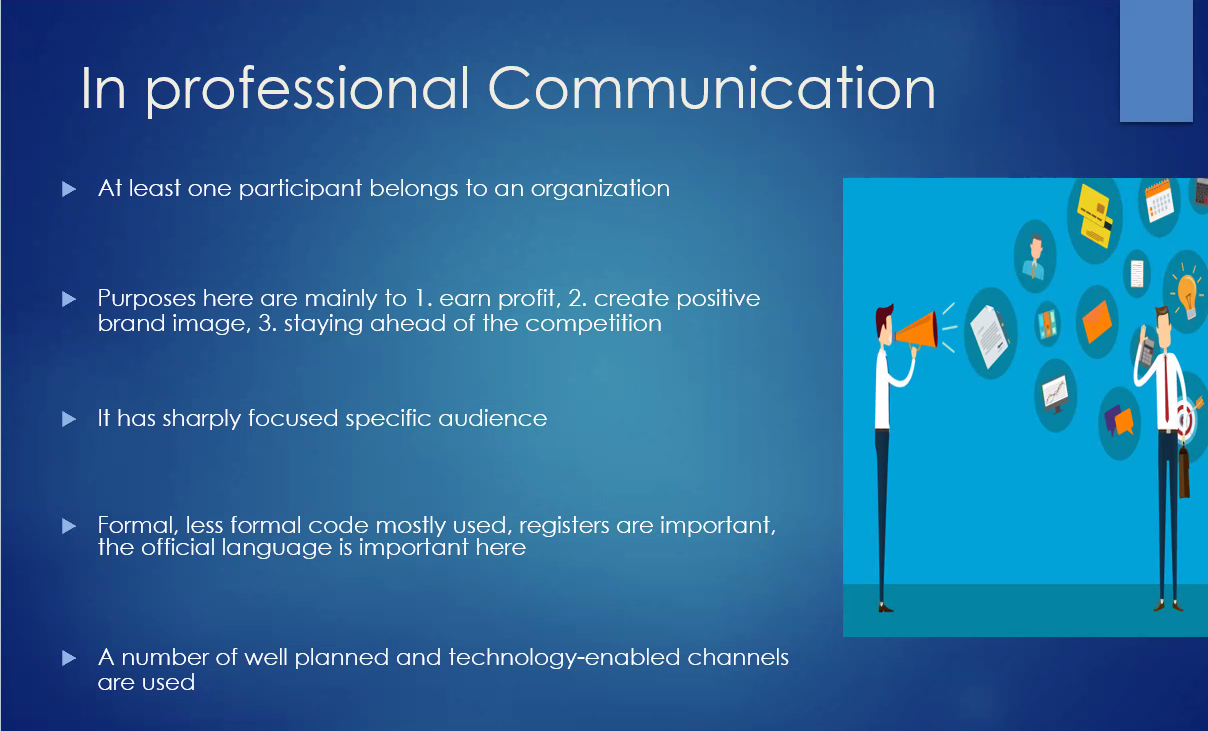 In professional Communication
At least one participant belongs to an organization
Purposes here are mainly to 1. earn profit, 2. create positive
brand image, 3. staying ahead of the competition
It has sharply focused specific audience
Formal, less formal code mostly used, registers are important,
the official language is important here
A number of well planned and technology-enabled channels
are used